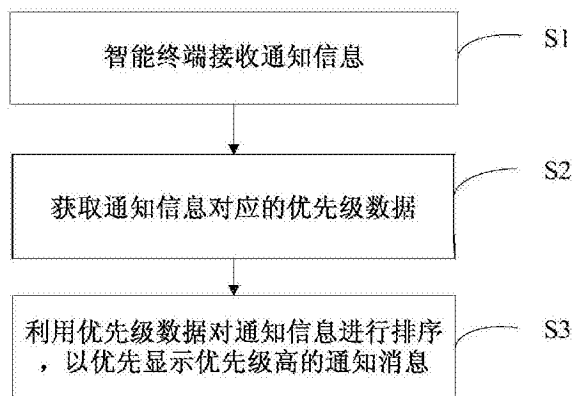 智能终端接收通知信息
S1
获取通知信息对应的优先级数据
S2
利用优先级数据对通知信息进行排序
，以优先显示优先级高的通知消息
S3